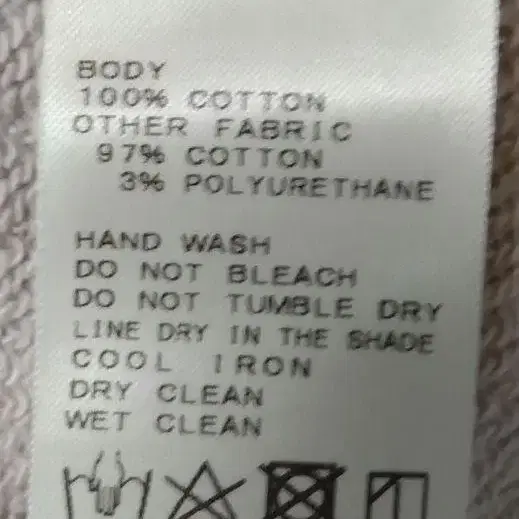 BODY
100% COTTON
OTHER FABRIC
97% COTTON
3% POLYURETHANE
HAND WASH
DO NOT BLEACH
DO NOT TUMBLE DRY
LINE DRY IN THE SHADE
COOL IRON
DRY CLEAN
WET CLEAN